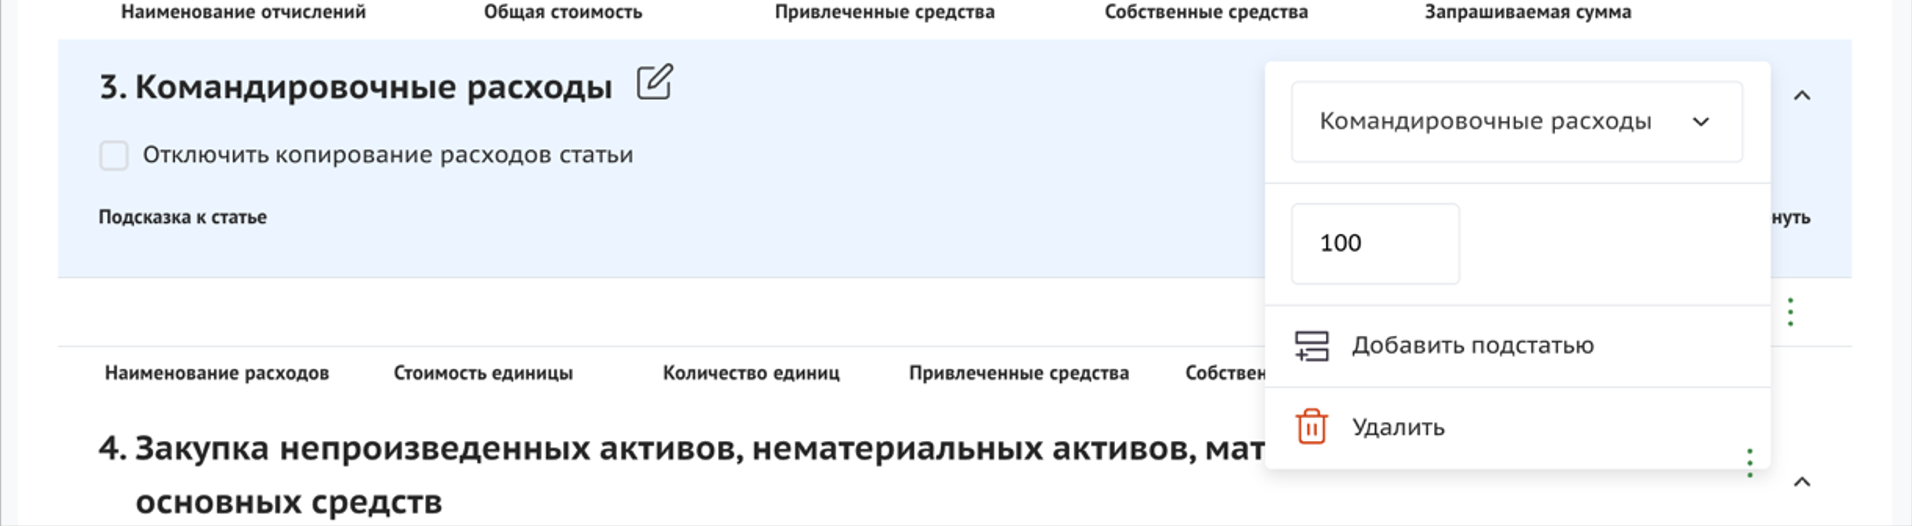 Наименование отчислений Общая стоимость Привлеченные средства Собственные средства Запрашиваемая сумма
3. Командировочные расходы
Командировочные расходы
Отключить копирование расходов статьи
Подсказка к статье
нуть
100
Добавить подстатью
Наименование расходов Стоимость единицы Количество единиц Привлеченные средства Собствен
Удалить
4. Закупка непроизведенных активов, нематериальных активов, мат
основных средств